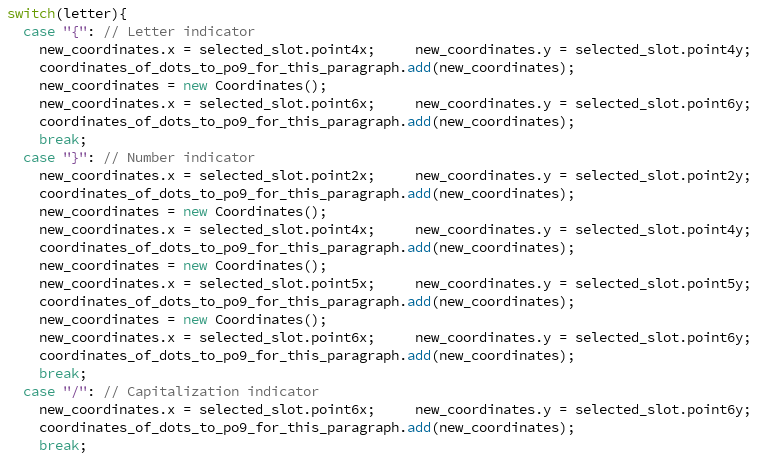 switch(letter){
  case "{": // Letter indicator
    new_coordinates.x = selected_slot.point4x;     new_coordinates.y = selected_slot.point4y;
    coordinates_of_dots_to_po9_for_this_paragraph.add(new_coordinates);
    new_coordinates = new Coordinates();
    new_coordinates.x = selected_slot.point6x;     new_coordinates.y = selected_slot.point6y;
    coordinates_of_dots_to_po9_for_this_paragraph.add(new_coordinates);
    break;
  case "}": // Number indicator
    new_coordinates.x = selected_slot.point2x;     new_coordinates.y = selected_slot.point2y;
    coordinates_of_dots_to_po9_for_this_paragraph.add(new_coordinates);
    new_coordinates = new Coordinates();
    new_coordinates.x = selected_slot.point4x;     new_coordinates.y = selected_slot.point4y;
    coordinates_of_dots_to_po9_for_this_paragraph.add(new_coordinates);
    new_coordinates = new Coordinates();
    new_coordinates.x = selected_slot.point5x;     new_coordinates.y = selected_slot.point5y;
    coordinates_of_dots_to_po9_for_this_paragraph.add(new_coordinates);
    new_coordinates = new Coordinates();
    new_coordinates.x = selected_slot.point6x;     new_coordinates.y = selected_slot.point6y;
    coordinates_of_dots_to_po9_for_this_paragraph.add(new_coordinates);
    break;
  case "/": // Capitalization indicator
    new_coordinates.x = selected_slot.point6x;     new_coordinates.y = selected_slot.point6y;
    coordinates_of_dots_to_po9_for_this_paragraph.add(new_coordinates);
    break;